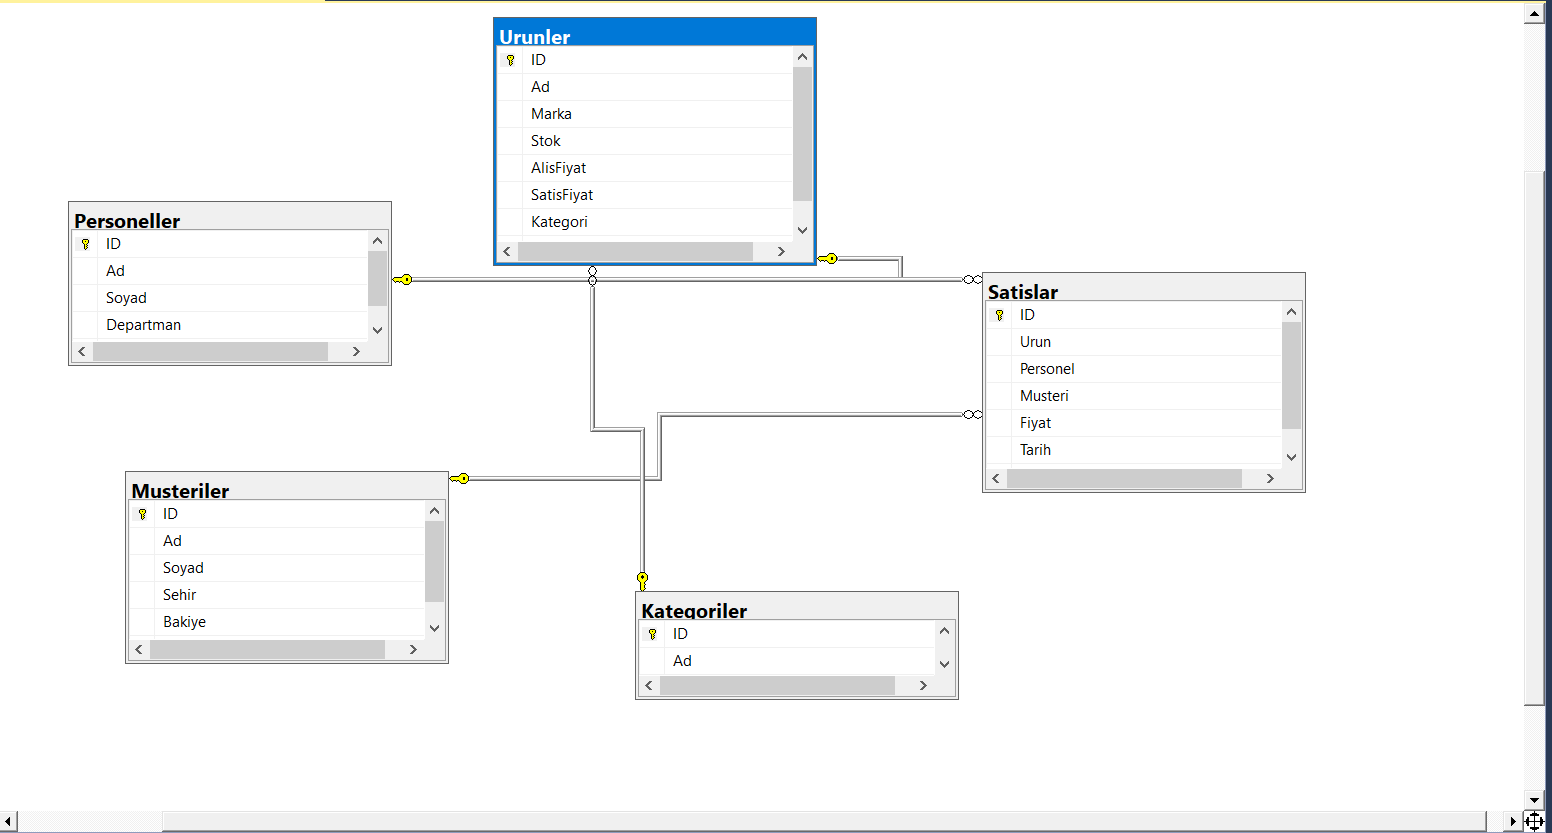 Urunler
ID
Ad
Marka
Stok
AlisFiyat
SatisFiyat
Kategori
Personeller
ID
Ad
Soyad
Departman
Satislar
ID
Urun
Personel
Musteri
Fiyat
Tarih
Musteriler
ID
Ad
Soyad
Sehir
Bakiye
Kategoriler
ID
Ad